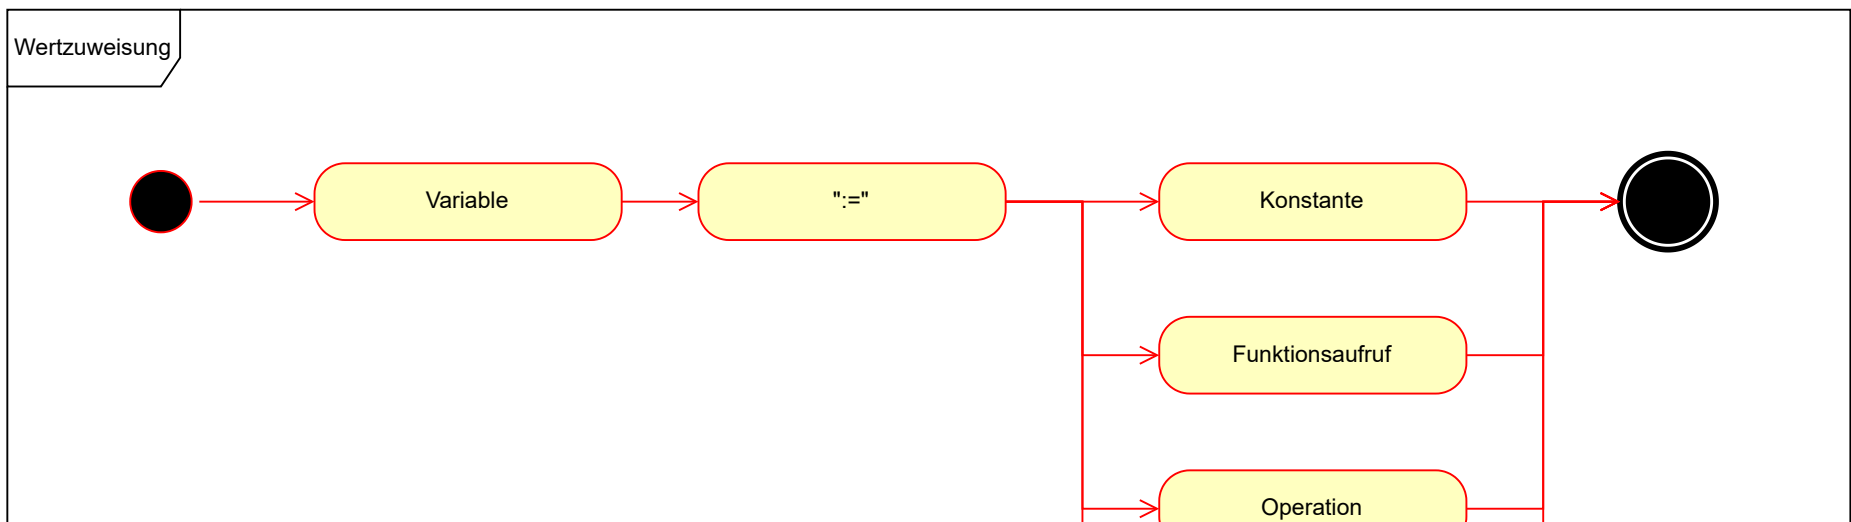 Wertzuweisung
Variable
":="
Konstante
Funktionsaufruf
Operation